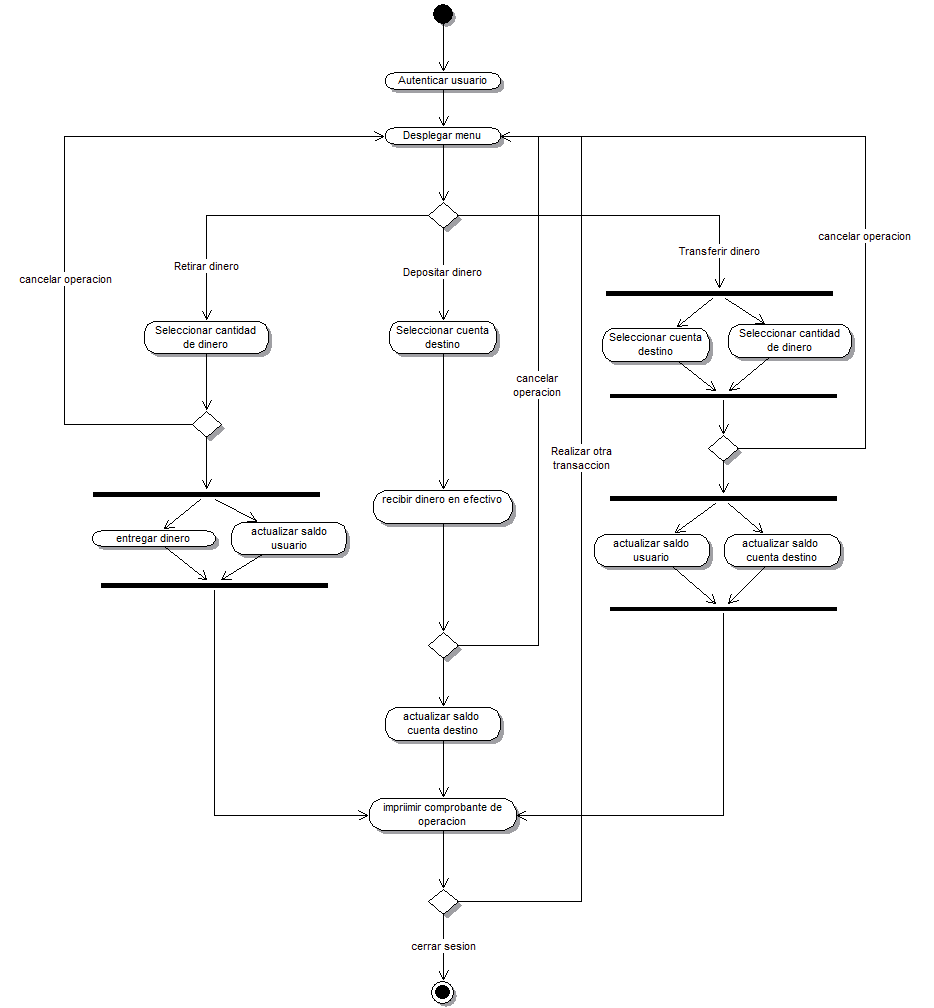 Autenticar usuario
Desplegar menu
cancelar operacion
Retirar dinero
Depositar dinero
Transferir dinero
cancelar operacion
Seleccionar cantidad
de dinero
Seleccionar cuenta
destino
Seleccionar cuenta
destino
Seleccionar cantidad
de dinero
cancelar
operacion
Realizar otra
transaccion
entregar dinero
actualizar saldo
usuario
recibir dinero en efectivo
actualizar saldo
usuario
actualizar saldo
cuenta destino
actualizar saldo
cuenta destino
impriimir comprobante de
operacion
cerrar sesion